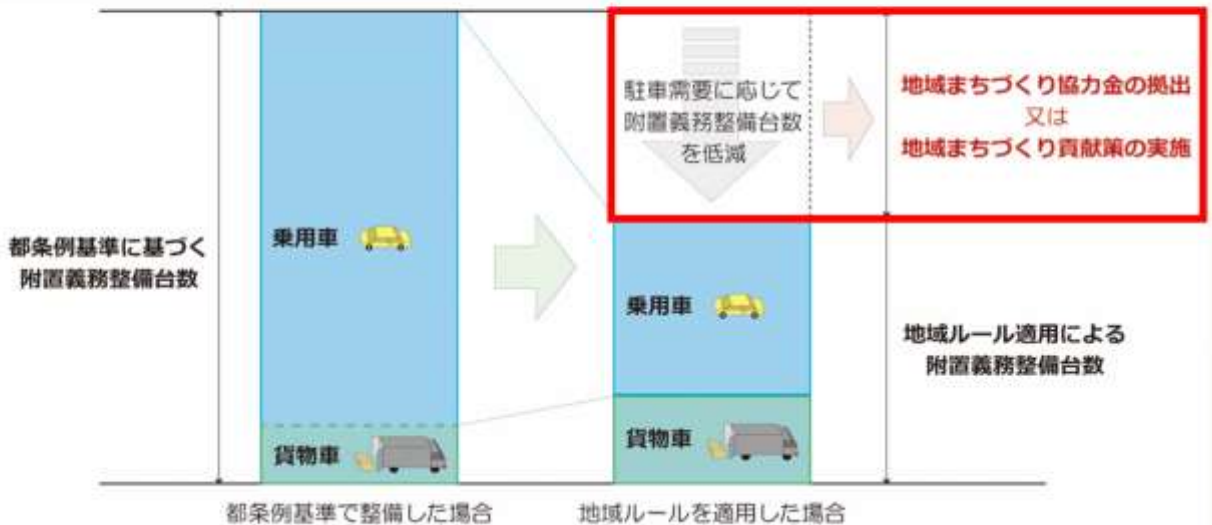 駐車需要に応じて
附置義務整備台数
を低減
地域まちづくり協力金の拠出
又は
地域まちづくり貢献策の実施
都条例基準に基づく
附置義務整備台数
乗用車
貨物車
乗用車
貨物車
地域ルール適用による
附置義務整備台数
都条例基準で整備した場合
地域ルールを適用した場合